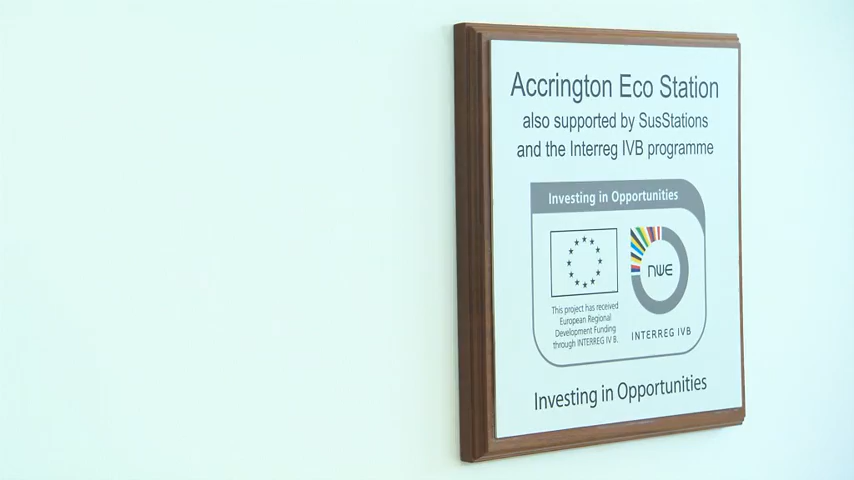 Accrington Eco Station
also supported by SusStations
and the Interreg IVB programme
Investing in Opportunities
This project has received
European Regional
Development Funding
through INTERREG IV B.
NWE
INTERREG IVB
Investing in Opportunities